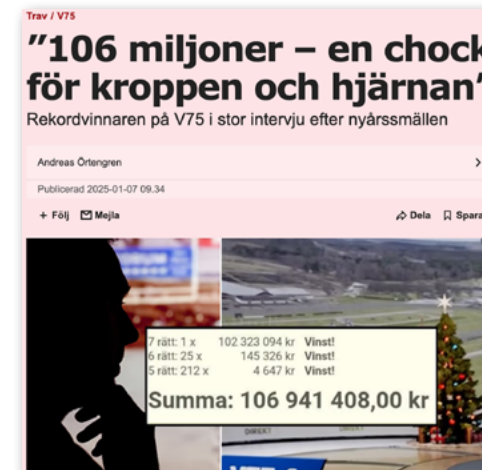 Trav / V75
”106 miljoner – en chock
för kroppen och hjärnan”
Rekordvinnaren på V75 i stor intervju efter nyårssmällen
Andreas Örtengren
Publicerad 2025-01-07 09.34
+ Följ Mejla Dela Spara
7 rätt: 1 x 102 323 094 kr Vinst!
6 rätt: 25 x 145 326 kr Vinst!
5 rätt: 212 x 4 647 kr Vinst!
Summa: 106 941 408,00 kr
DIREKT